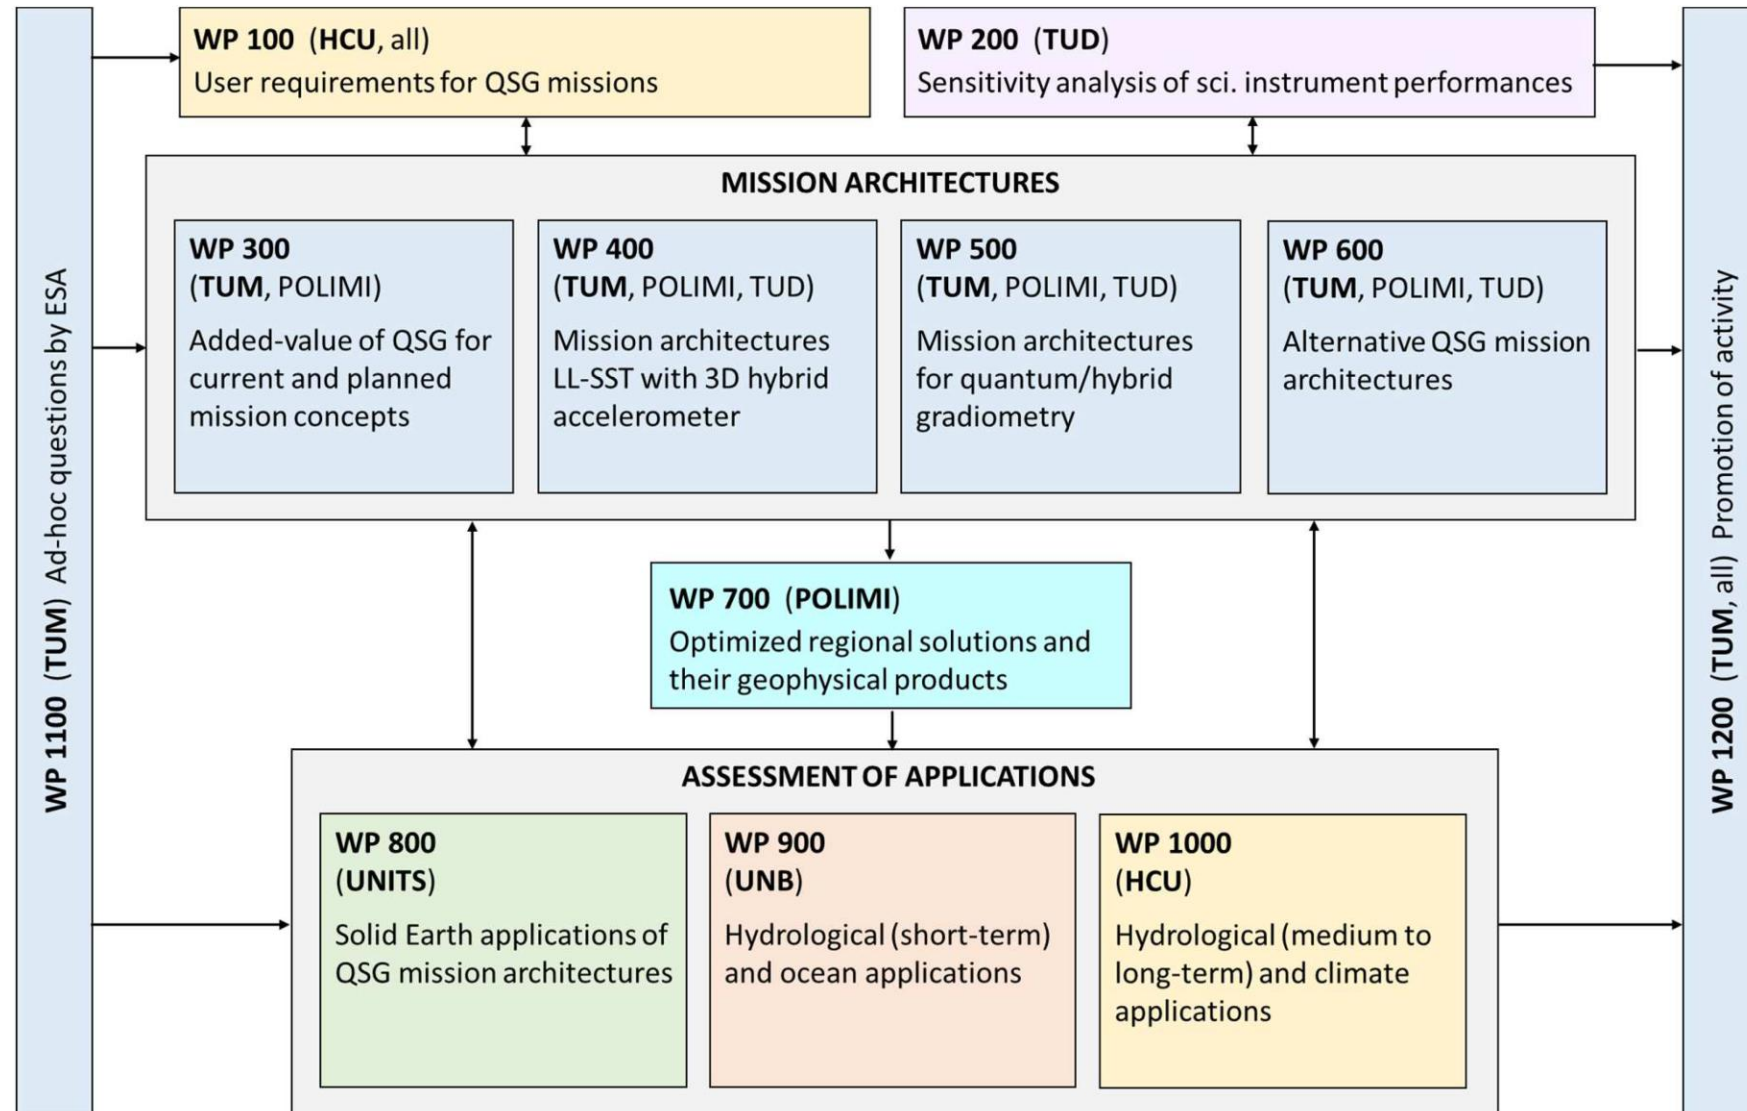 WP 1100 (TUM) Ad-hoc questions by ESA
WP 100 (HCU, all)
User requirements for QSG missions
WP 200 (TUD)
Sensitivity analysis of sci. instrument performances
MISSION ARCHITECTURES
WP 300
(TUM, POLIMI)
Added-value of QSG for
current and planned
mission concepts
WP 400
(TUM, POLIMI, TUD)
Mission architectures
LL-SST with 3D hybrid
accelerometer
WP 500
(TUM, POLIMI, TUD)
Mission architectures
for quantum/hybrid
gradiometry
WP 600
(TUM, POLIMI, TUD)
Alternative QSG mission
architectures
WP 700 (POLIMI)
Optimized regional solutions and
their geophysical products
ASSESSMENT OF APPLICATIONS
WP 800
(UNITS)
Solid Earth applications of
QSG mission architectures
WP 900
(UNB)
Hydrological (short-term)
and ocean applications
WP 1000
(HCU)
Hydrological (medium to
long-term) and climate
applications
WP 1200 (TUM, all) Promotion of activity